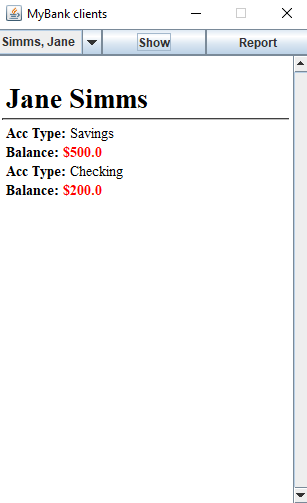 MyBank clients
Simms, Jane Show Report
Jane Simms
Acc Type: Savings
Balance: $500.0
Acc Type: Checking
Balance: $200.0